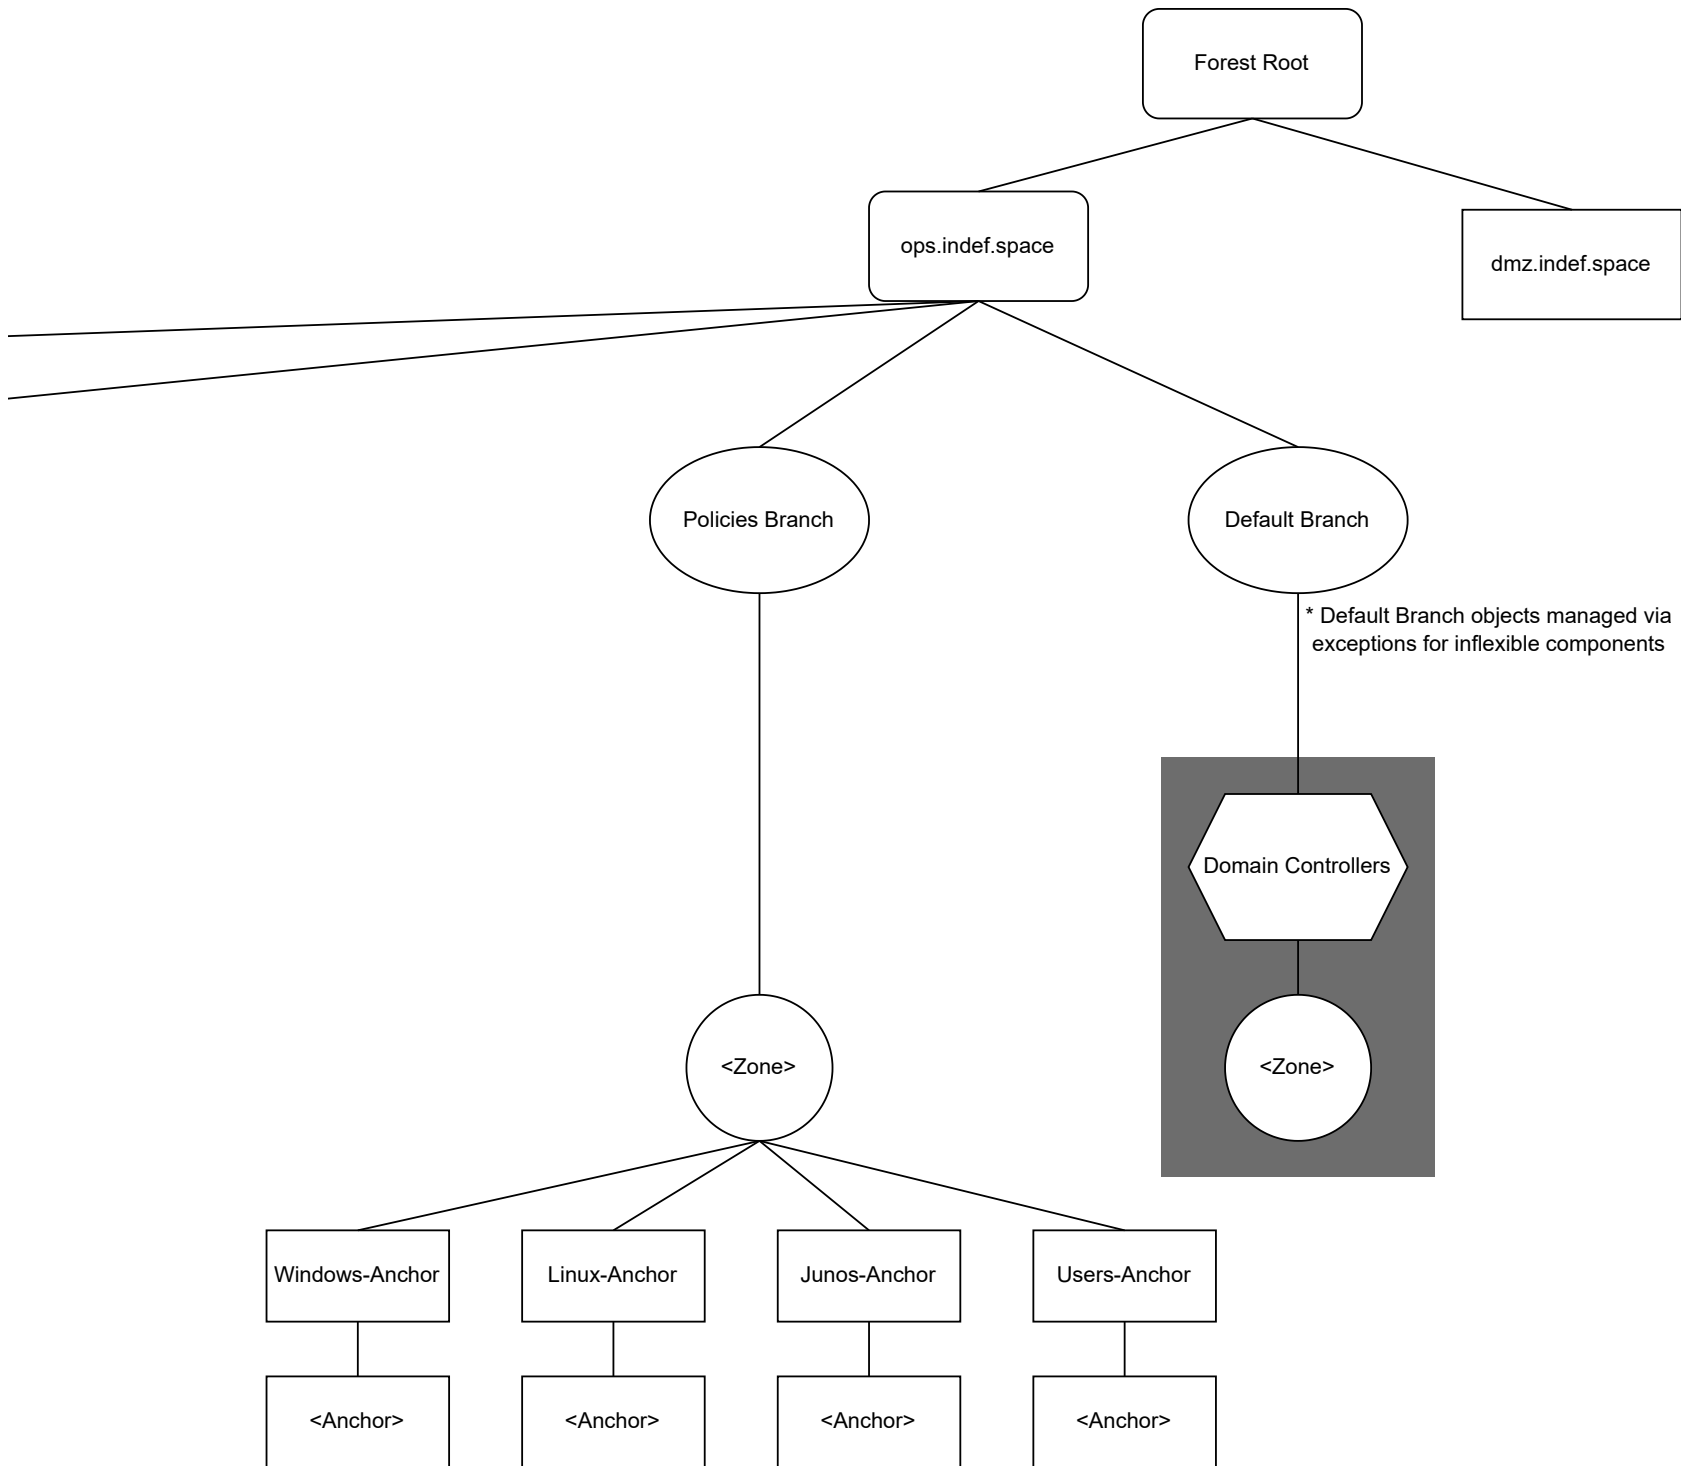 Forest Root
ops.indef.space
dmz.indef.space
Policies Branch
Default Branch
* Default Branch objects managed via
exceptions for inflexible components
Domain Controllers
<Zone>
<Zone>
Windows-Anchor
Linux-Anchor
Junos-Anchor
Users-Anchor
<Anchor>
<Anchor>
<Anchor>
<Anchor>